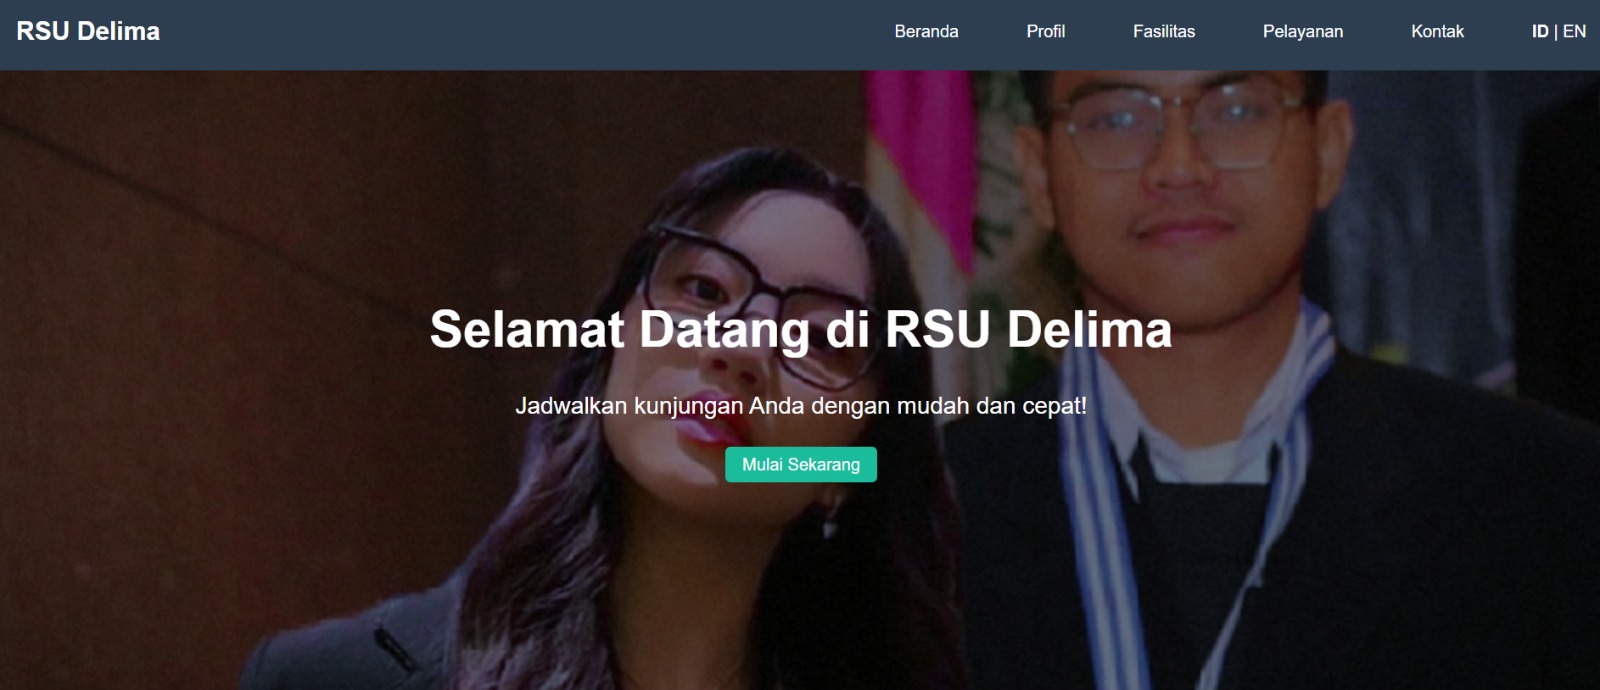 RSU Delima
Beranda Profil Fasilitas Pelayanan Kontak ID | EN
Selamat Datang di RSU Delima
Jadwalkan kunjungan Anda dengan mudah dan cepat!
Mulai Sekarang